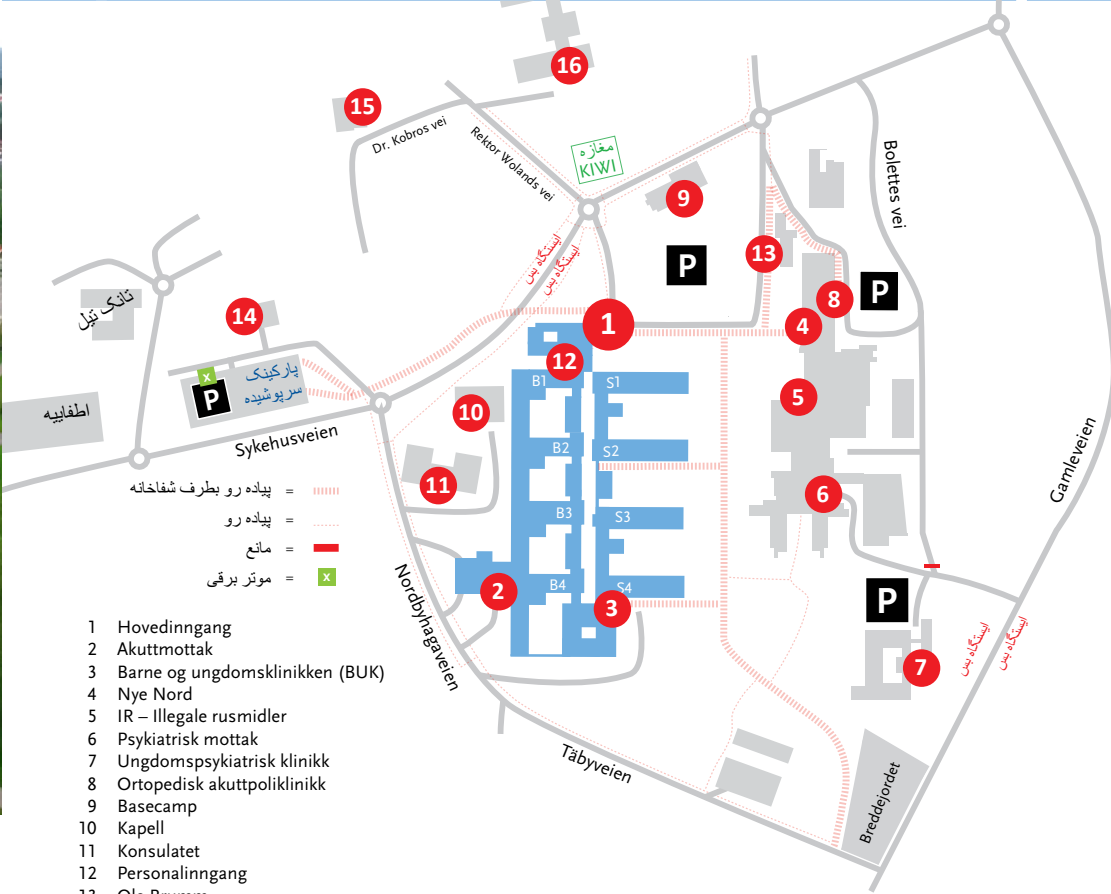 16
15
Dr. Kobros vei
Rektor Wolands vei
مغازه
KIWI
9
Bolettes vei
ایستگاه بس
ایستگاه بس
P
13
8
P
تانک تیل
14
1
4
12
پارکینک
سرپوشیده
X
P
B1
S1
5
اطفاییه
10
Sykehusveien
B2
S2
Gamleveien
11
6
B3
S3
پیاده رو بطرف شفاخانه =
پیاده رو =
مانع =
موتر برقی = X
Nordbyhagaveien
2
B4
S4
3
P
ایستگاه بس
ایستگاه بس
7
Täbyveien
Breddejordet
1 Hovedinngang
2 Akuttmottak
3 Barne og ungdomsklinikken (BUK)
4 Nye Nord
5 IR – Illegale rusmidler
6 Psykiatrisk mottak
7 Ungdomspsykiatrisk klinikk
8 Ortopedisk akuttpoliklinikk
9 Basecamp
10 Kapell
11 Konsulatet
12 Personalinngang